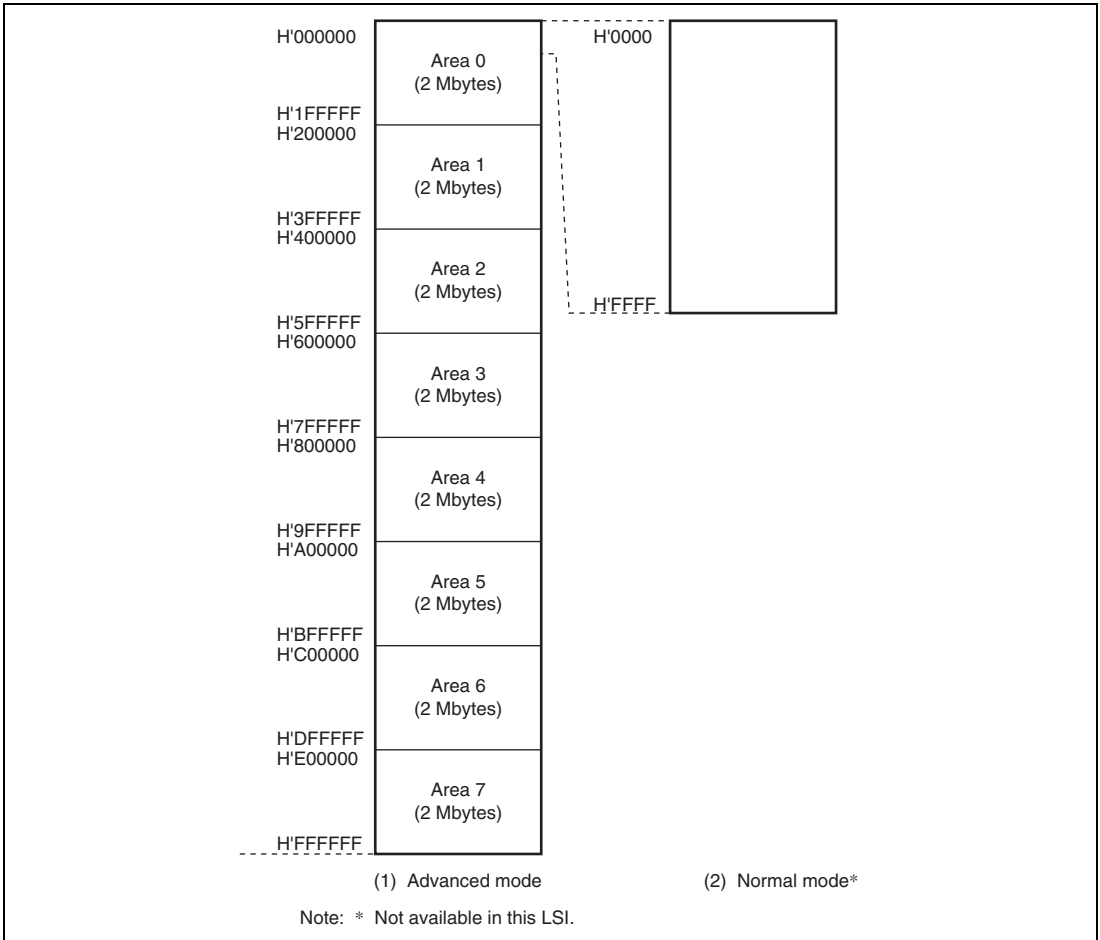 H'000000
Area 0
(2 Mbytes)
H'1FFFFF
H'200000
Area 1
(2 Mbytes)
H'3FFFFF
H'400000
Area 2
(2 Mbytes)
H'5FFFFF
H'600000
Area 3
(2 Mbytes)
H'7FFFFF
H'800000
Area 4
(2 Mbytes)
H'9FFFFF
H'A00000
Area 5
(2 Mbytes)
H'BFFFFF
H'C00000
Area 6
(2 Mbytes)
H'DFFFFF
H'E00000
Area 7
(2 Mbytes)
H'FFFFFF
(1) Advanced mode
H'0000
H'FFFF
(2) Normal mode*
Note: * Not available in this LSI.